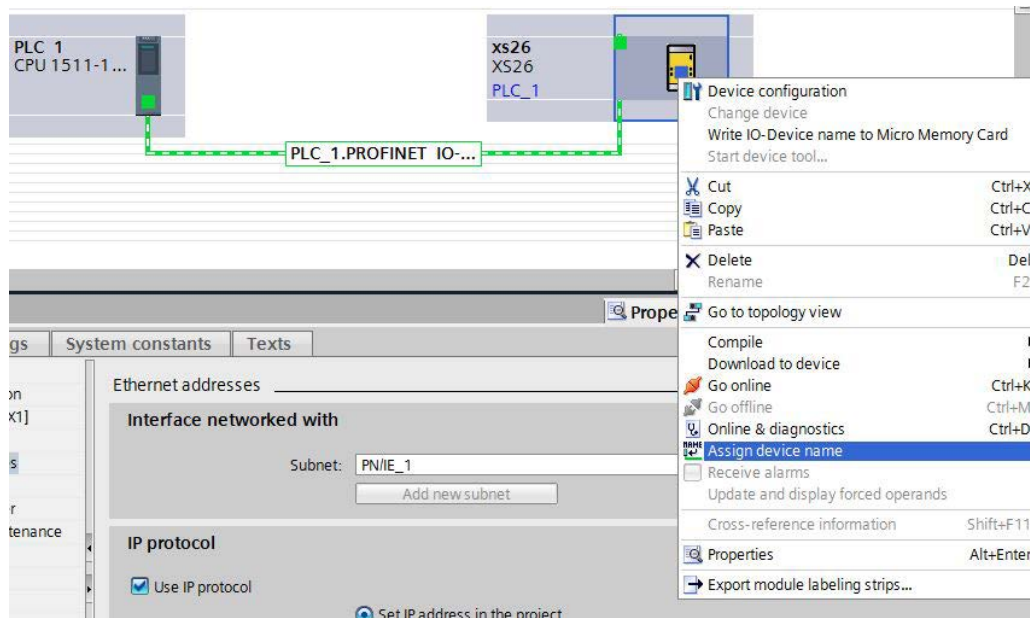 PLC 1
CPU 1511-1...
xs26
XS26
PLC_1
PLC_1.PROFINET IO-...
Device configuration
Change device
Write IO-Device name to Micro Memory Card
Start device tool...
Cut Ctrl+X
Copy Ctrl+C
Paste Ctrl+V
Delete Del
Rename F2
Go to topology view
Compile
Download to device
Go online Ctrl+K
Go offline Ctrl+M
Online & diagnostics Ctrl+D
NAME Assign device name
Receive alarms
Update and display forced operands
Cross-reference information Shift+F11
Properties Alt+Enter
Export module labeling strips...
Prope
gs System constants Texts
on
X1]
s
r
tenance
Ethernet addresses
Interface networked with
Subnet: PN/IE_1
Add new subnet
IP protocol
Use IP protocol
Set IP address in the project